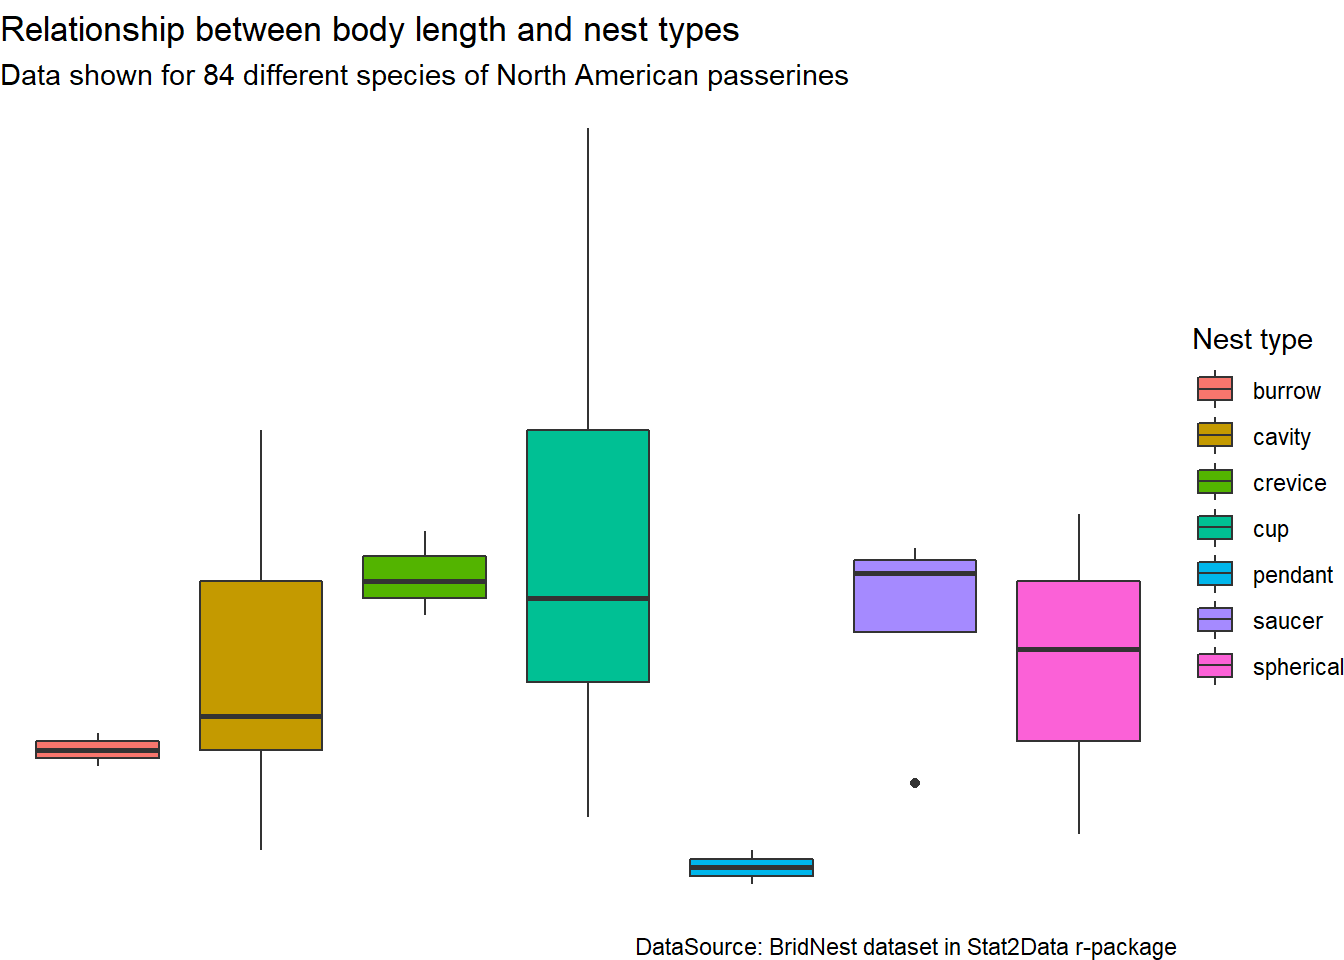 Relationship between body length and nest types
Data shown for 84 different species of North American passerines
Nest type
burrow
cavity
crevice
cup
pendant
saucer
spherical
DataSource: BridNest dataset in Stat2Data r-package